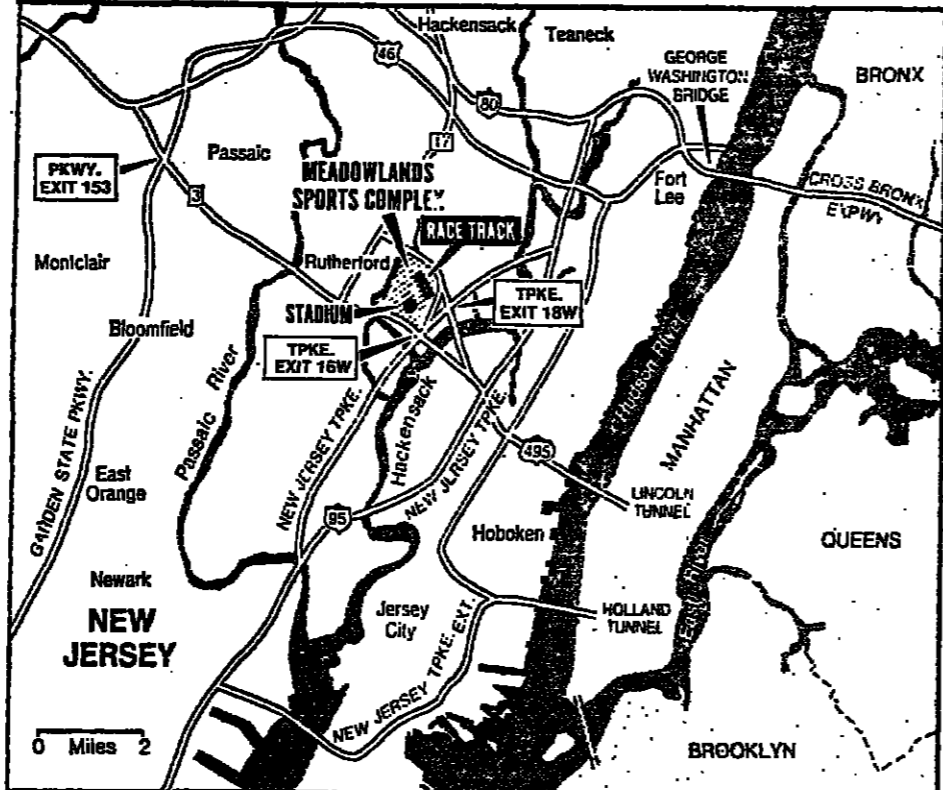 Hackensack
Teaneck
46
GEORGE
WASHINGTON
BRIDGE
BRONX
80
17
PKWY.
EXIT 153
Passaic
3
MEADOWLANDS
SPORTS COMPLEX
RACE TRACK
Fort
Lee
CROSS BRONX
EXPWY
Montclair
Rutherford
STADIUM
TPKE.
EXIT 18W
TPKE.
EXIT 16W
Bloomfield
Passaic River
Hackensack
Hudson River
MANHATTAN
GARDEN STATE PKWY.
NEW JERSEY TPKE.
NEW JERSEY TPKE.
495
LINCOLN
TUNNEL
East
Orange
95
Hoboken
QUEENS
East River
Newark
NEW
JERSEY
Jersey
City
HOLLAND
TUNNEL
NEW JERSEY TPKE. EXT.
0 Miles 2
BROOKLYN